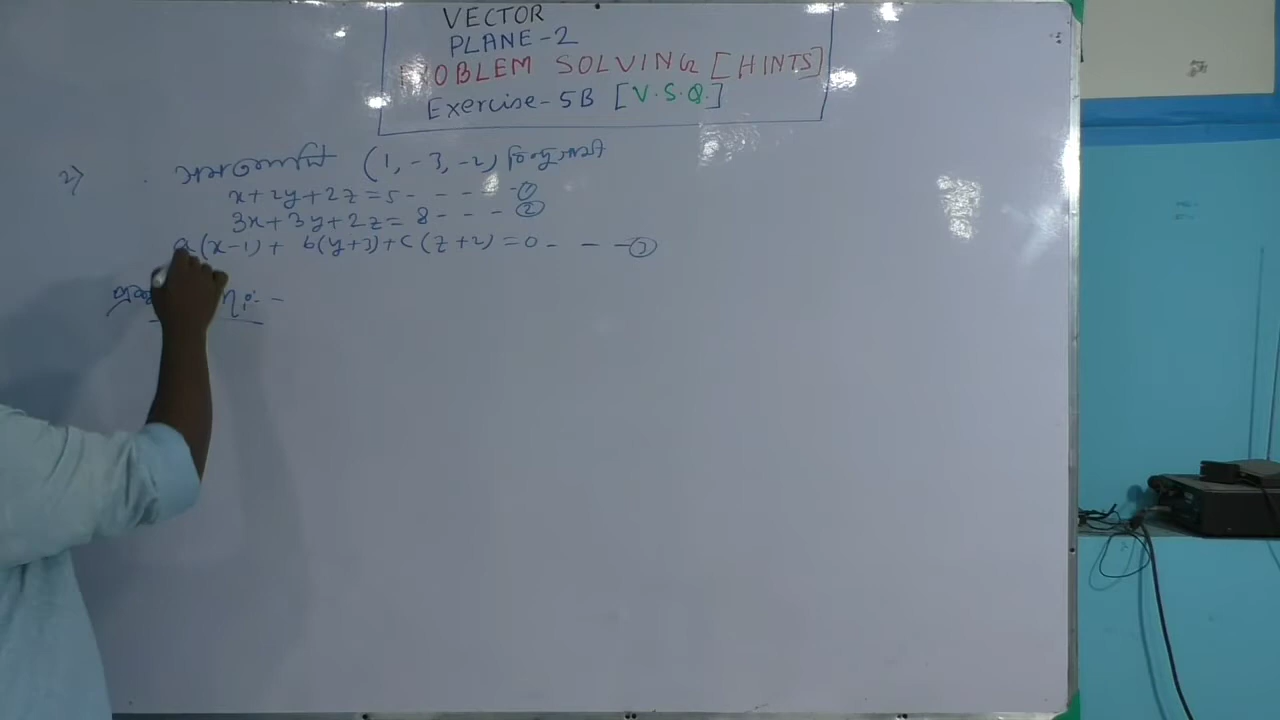 VECTOR
PLANE-2
PROBLEM SOLVING [HINTS]
Exercise-5B [V.S.Q.]
2) সমতলটি (1, -3, -2) বিন্দুগামী
x+2y+2z=5- - - - - ①
3x+3y+2z= 8- - - - ②
a(x-1)+ b(y+3)+c(z+2)=0- - - ③